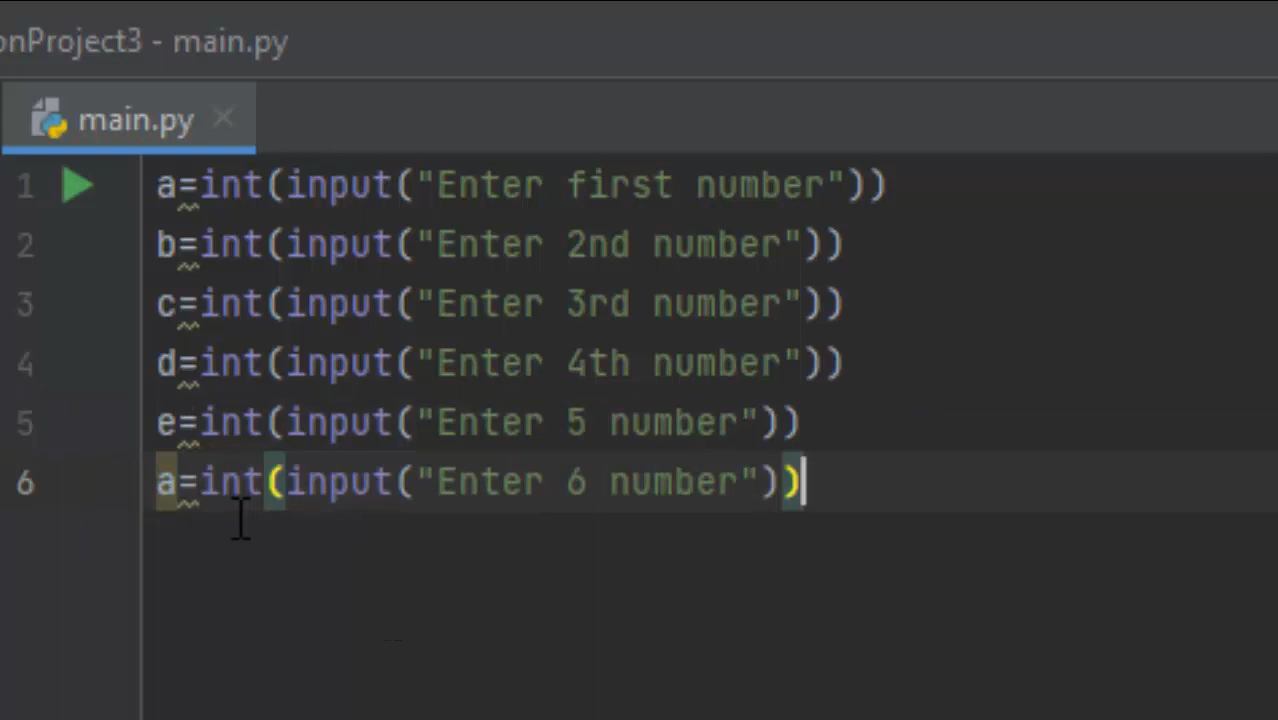 onProject3 - main.py
main.py
1 a=int(input("Enter first number"))
2 b=int(input("Enter 2nd number"))
3 c=int(input("Enter 3rd number"))
4 d=int(input("Enter 4th number"))
5 e=int(input("Enter 5 number"))
6 a=int(input("Enter 6 number"))